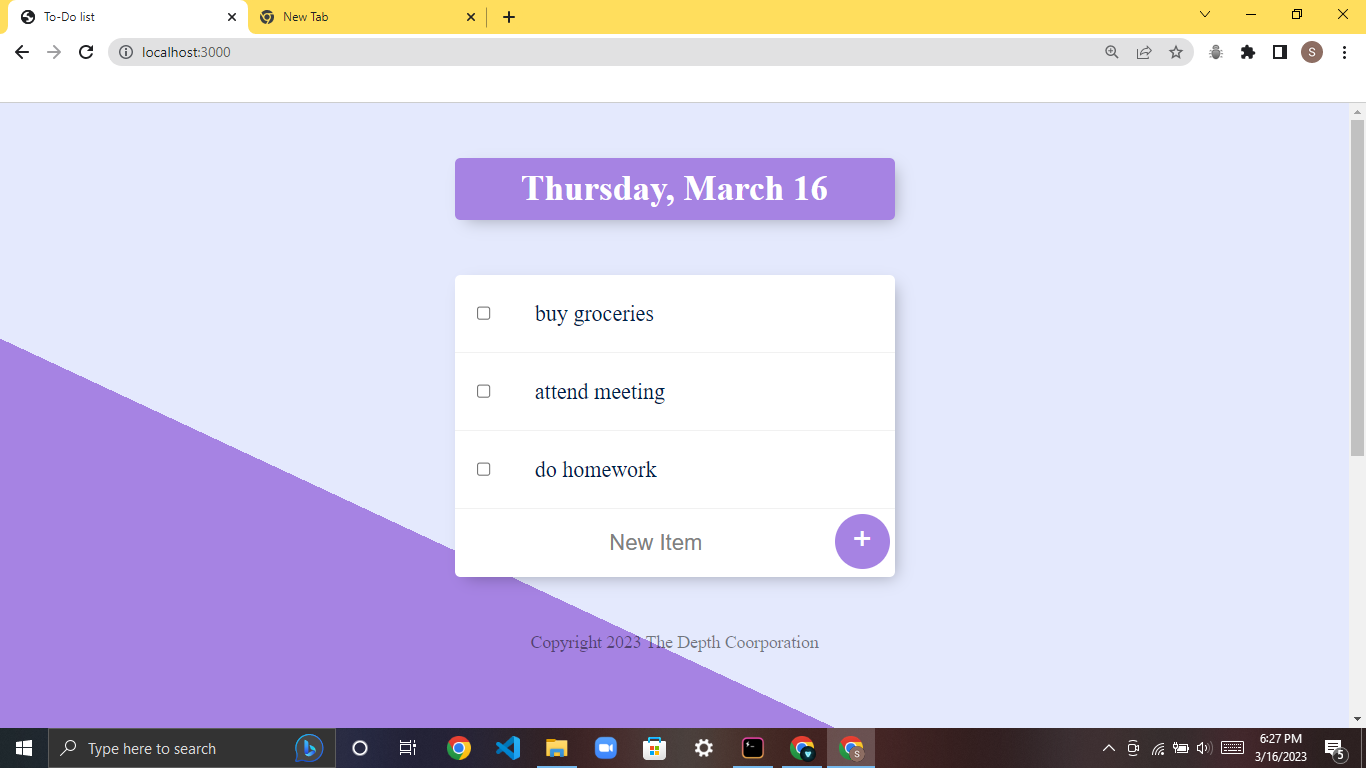 To-Do list
New Tab
localhost:3000
S
Thursday, March 16
buy groceries
attend meeting
do homework
New Item
+
Copyright 2023 The Depth Coorporation
Type here to search
S
6:27 PM
3/16/2023
5